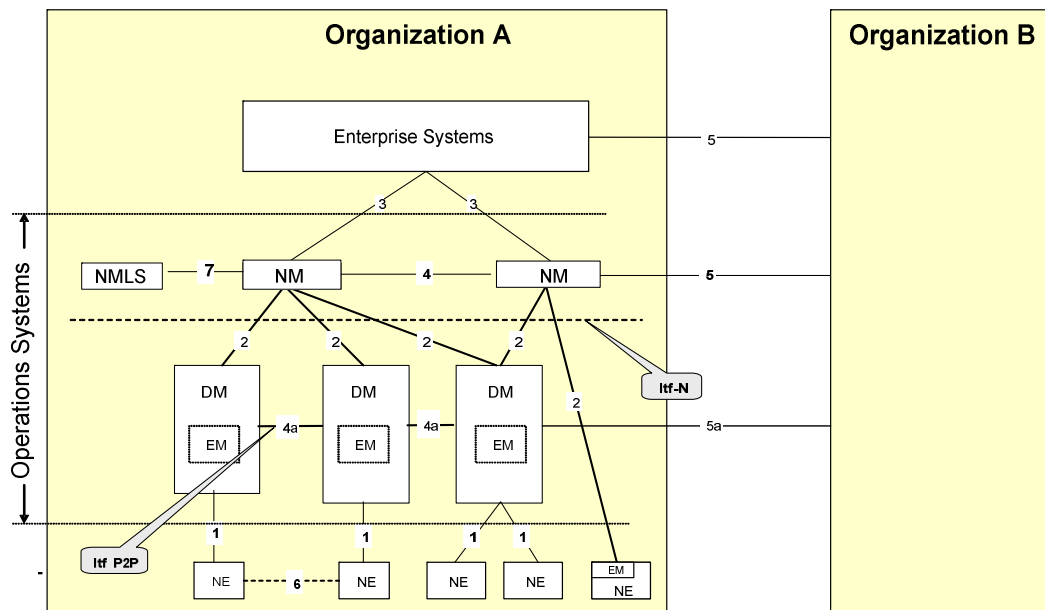 Organization A
Organization B
Enterprise Systems
5
3
3
Operations Systems
NMLS
7
NM
4
NM
5
2
2
2
2
Itf-N
2
DM
DM
DM
4a
4a
5a
EM
EM
EM
1
1
1
1
Itf P2P
NE
6
NE
NE
NE
EM
NE
-